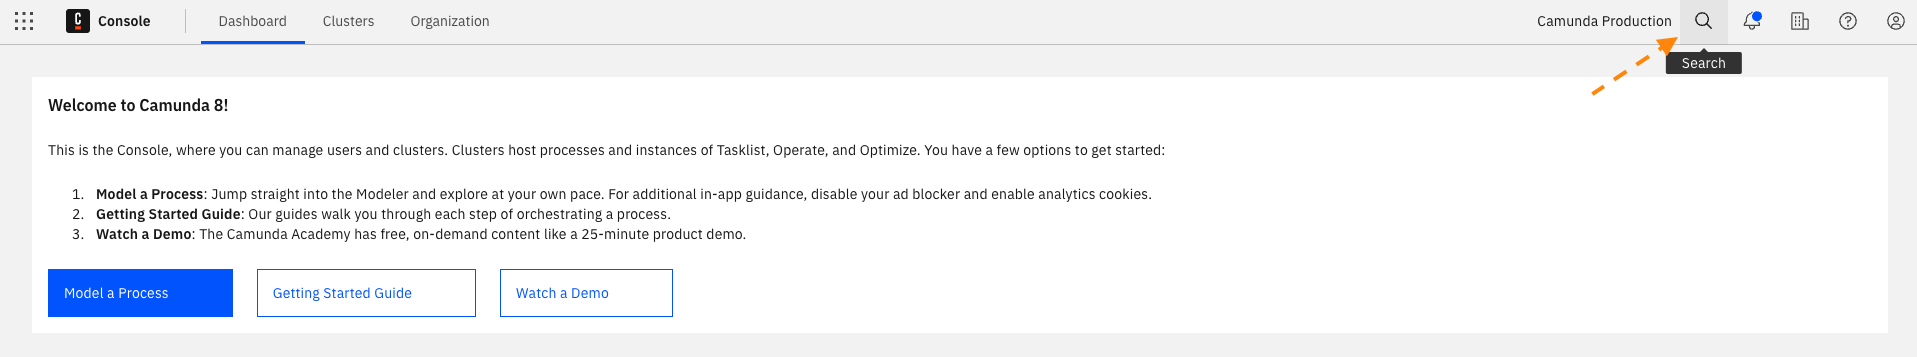 Console Dashboard Clusters Organization Camunda Production
Search
Welcome to Camunda 8!
This is the Console, where you can manage users and clusters. Clusters host processes and instances of Tasklist, Operate, and Optimize. You have a few options to get started:
1. Model a Process: Jump straight into the Modeler and explore at your own pace. For additional in-app guidance, disable your ad blocker and enable analytics cookies.
2. Getting Started Guide: Our guides walk you through each step of orchestrating a process.
3. Watch a Demo: The Camunda Academy has free, on-demand content like a 25-minute product demo.
Model a Process Getting Started Guide Watch a Demo